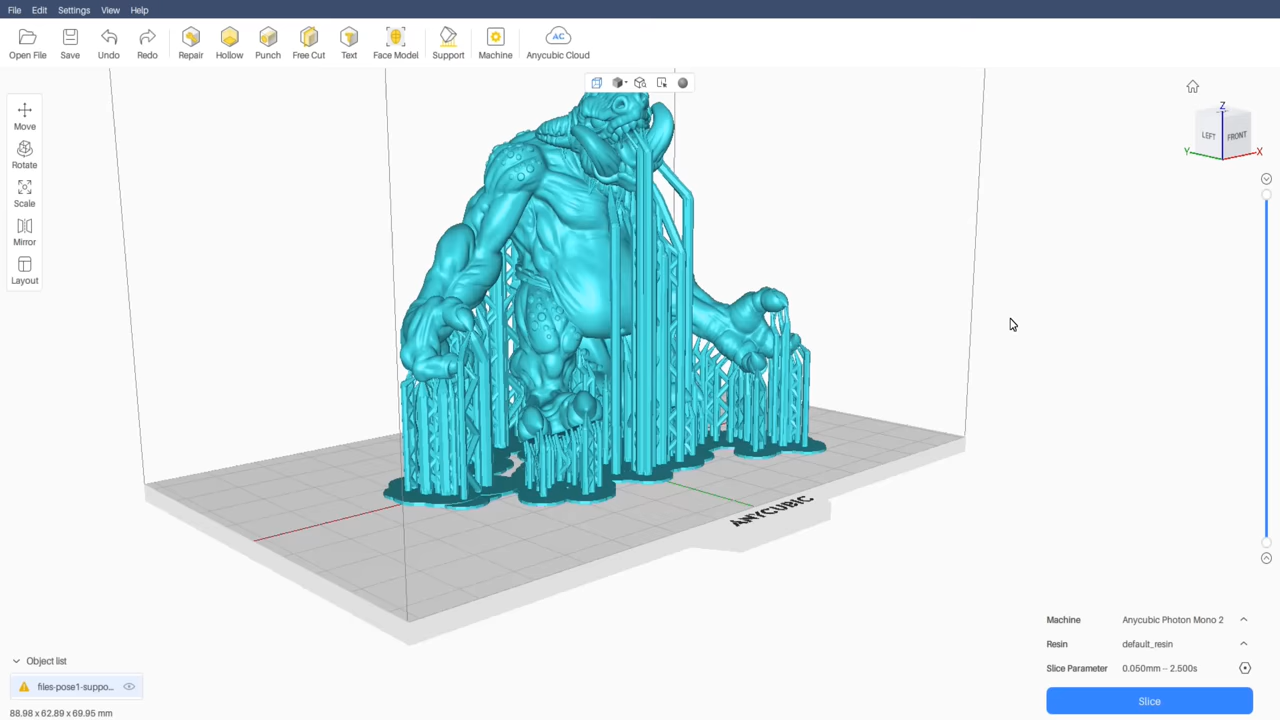 File Edit Settings View Help
Open File Save Undo Redo Repair Hollow Punch Free Cut Text Face Model Support Machine Anycubic Cloud
AC
Move
Rotate
Scale
Mirror
Layout
Z
LEFT FRONT
Y X
ANYCUBIC
Machine Anycubic Photon Mono 2
Resin default_resin
Slice Parameter 0.050mm -- 2.500s
Slice
Object list
files-pose1-suppo...
88.98 x 62.89 x 69.95 mm